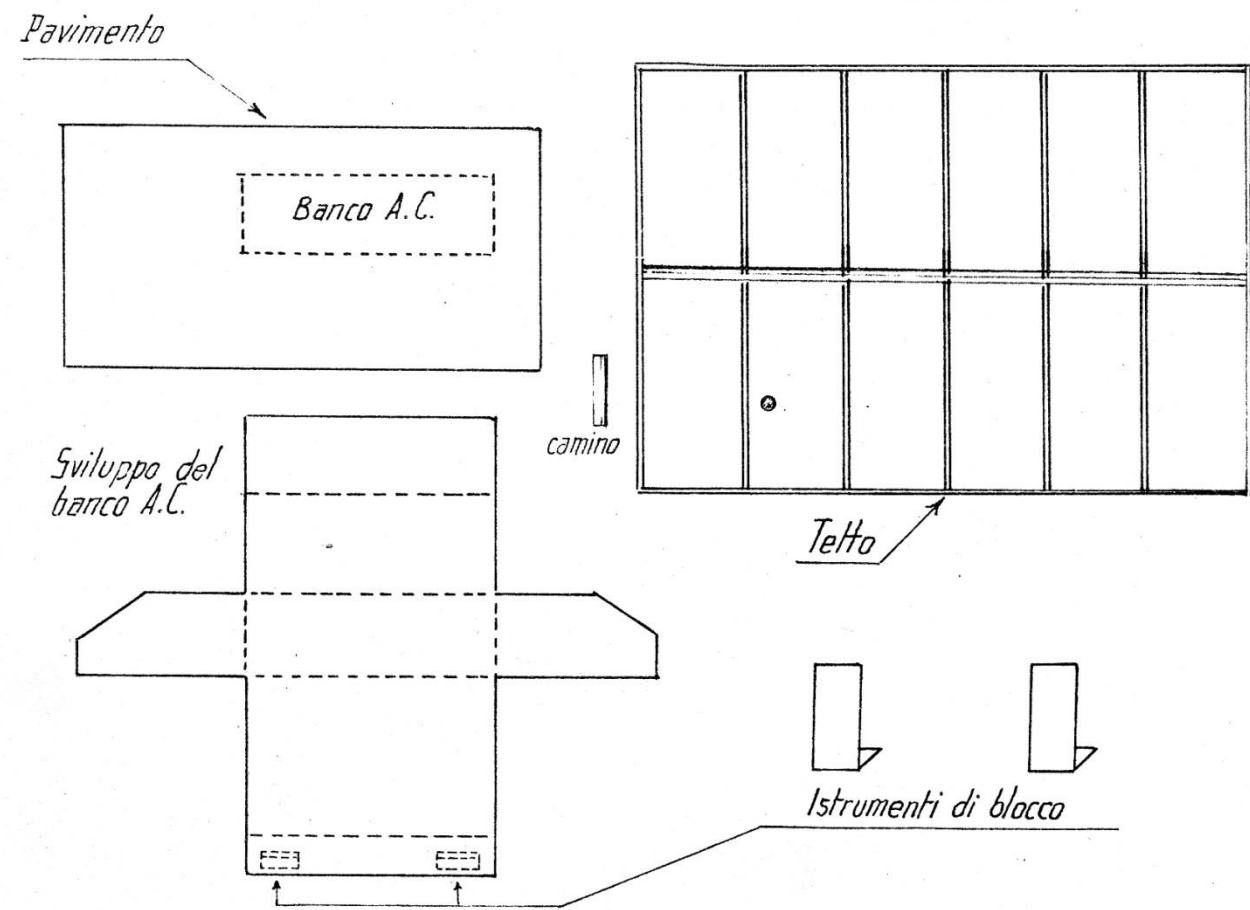 Pavimento
Banco A.C.
camino
Sviluppo del
banco A.C.
Tetto
Istrumenti di blocco